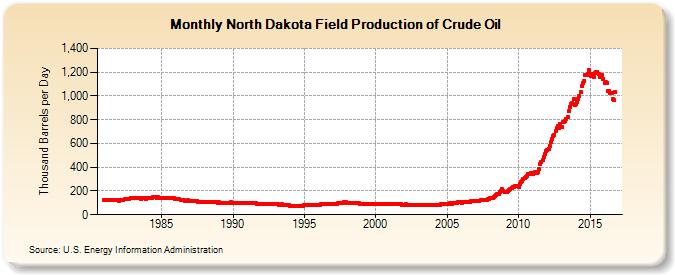 Monthly North Dakota Field Production of Crude Oil
Thousand Barrels per Day
1,400
1,200
1,000
800
600
400
200
0
1985 1990 1995 2000 2005 2010 2015
Source: U.S. Energy Information Administration